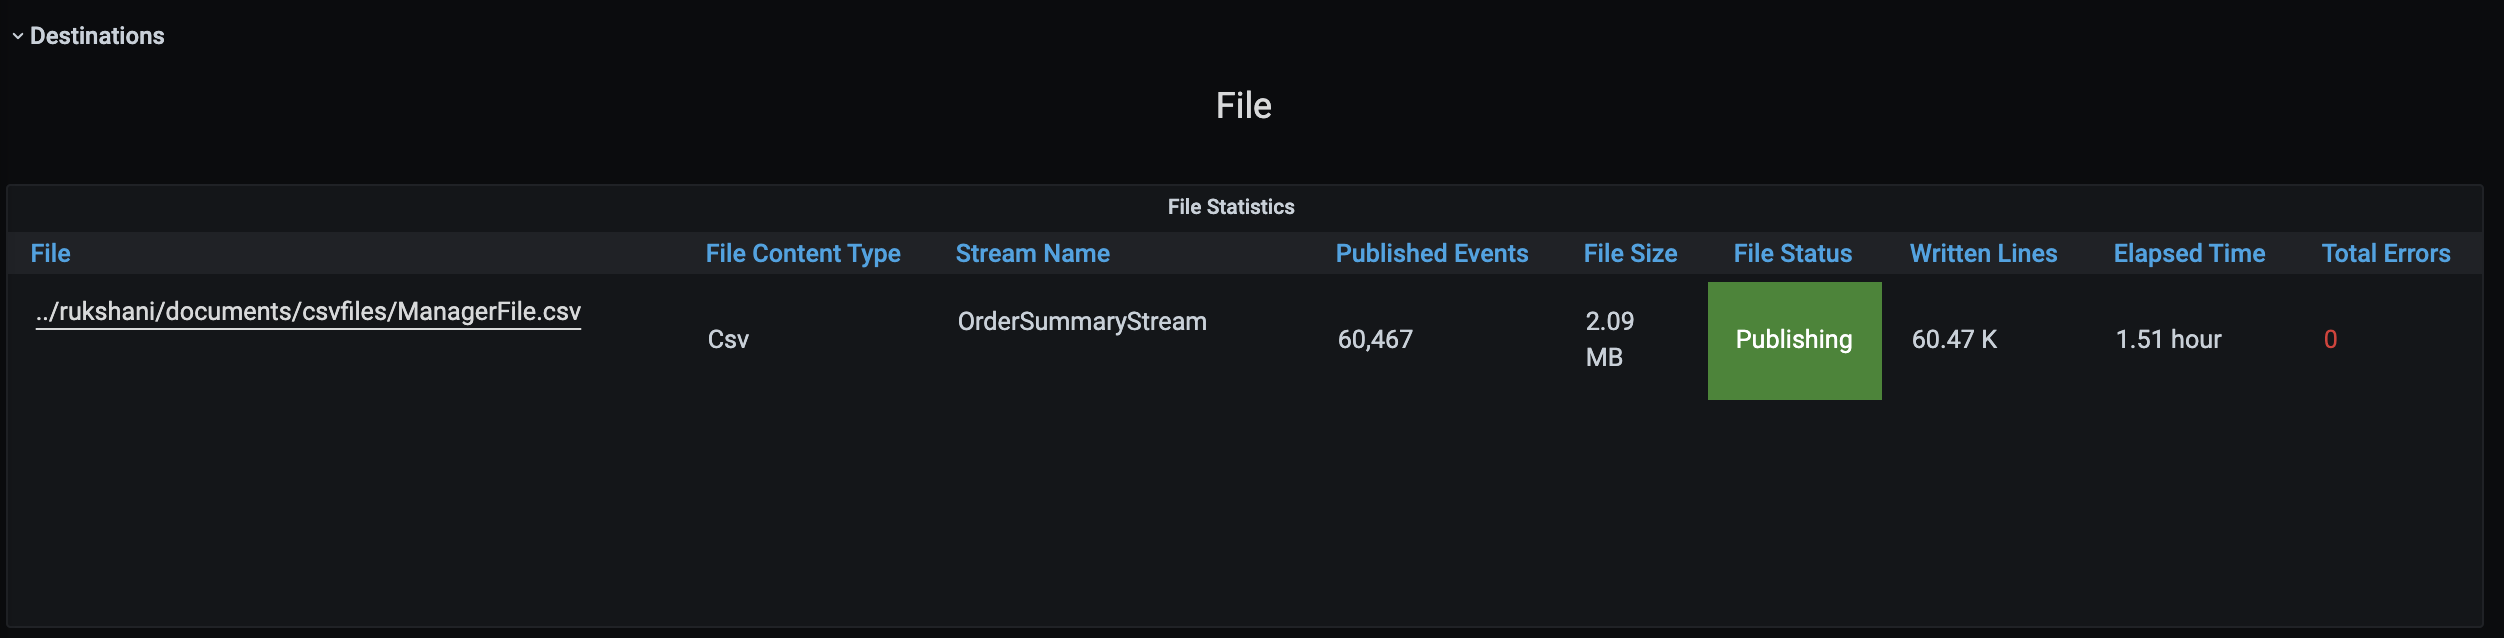 Destinations
File
File Statistics
File File Content Type Stream Name Published Events File Size File Status Written Lines Elapsed Time Total Errors
../rukshani/documents/csvfiles/ManagerFile.csv Csv OrderSummaryStream 60,467 2.09 MB Publishing 60.47 K 1.51 hour 0